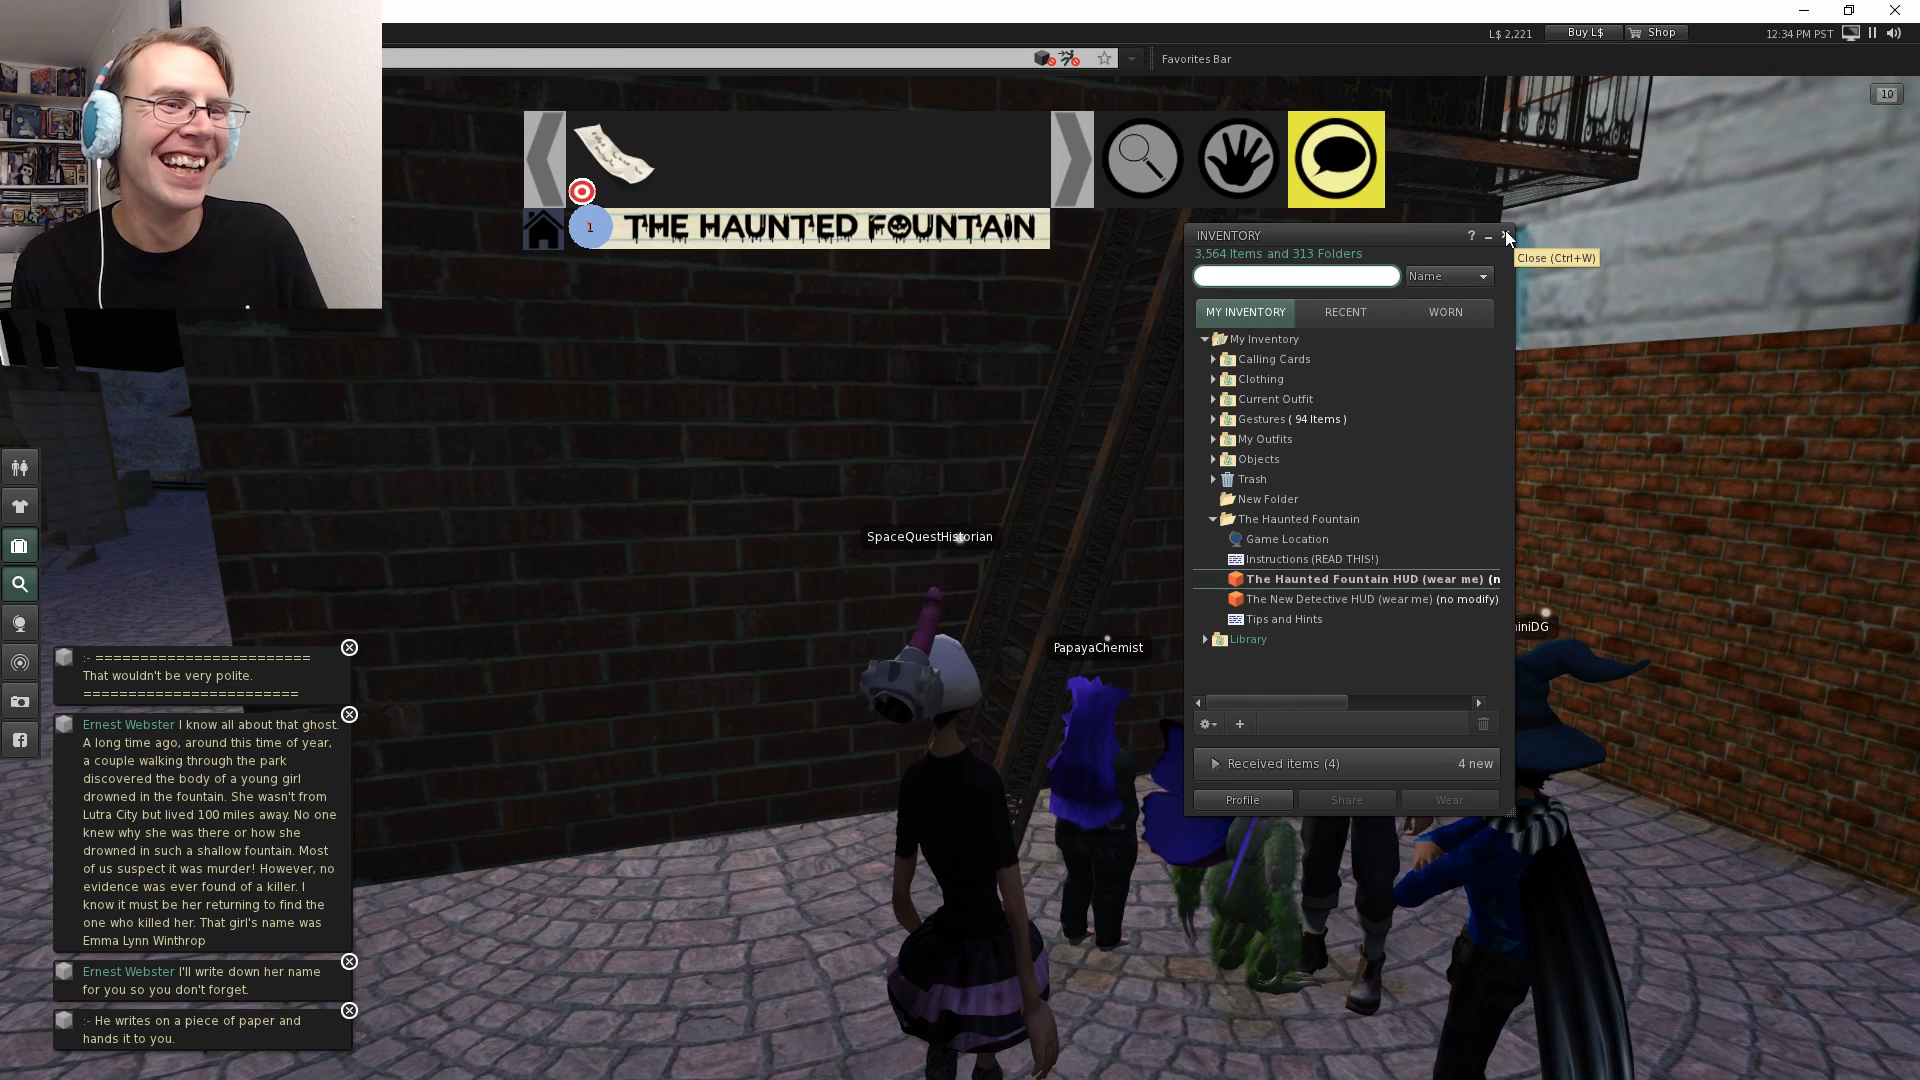 L$ 2,221
Buy L$
Shop
12:34 PM PST
Favorites Bar
10
1
THE HAUNTED FOUNTAIN
INVENTORY
?
Close (Ctrl+W)
3,564 Items and 313 Folders
Name
MY INVENTORY
RECENT
WORN
My Inventory
Calling Cards
Clothing
Current Outfit
Gestures ( 94 Items )
My Outfits
Objects
Trash
New Folder
The Haunted Fountain
Game Location
Instructions (READ THIS!)
The Haunted Fountain HUD (wear me) (n
The New Detective HUD (wear me) (no modify)
Tips and Hints
Library
Received items (4)
4 new
Profile
Share
Wear
SpaceQuestHistorian
PapayaChemist
iniDG
:- ========================
That wouldn't be very polite.
========================
Ernest Webster I know all about that ghost.
A long time ago, around this time of year,
a couple walking through the park
discovered the body of a young girl
drowned in the fountain. She wasn't from
Lutra City but lived 100 miles away. No one
knew why she was there or how she
drowned in such a shallow fountain. Most
of us suspect it was murder! However, no
evidence was ever found of a killer. I
know it must be her returning to find the
one who killed her. That girl's name was
Emma Lynn Winthrop
Ernest Webster I'll write down her name
for you so you don't forget.
:- He writes on a piece of paper and
hands it to you.